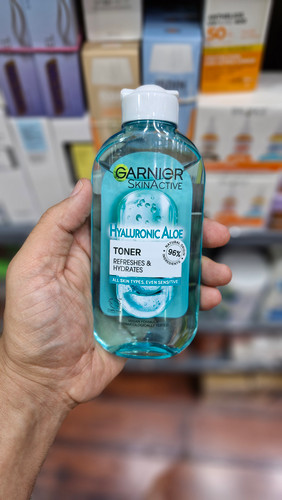 GARNIER
SKINACTIVE
HYALURONIC ALOE
TONER
REFRESHES &
HYDRATES
96%
ALL SKIN TYPES, EVEN SENSITIVE
50+